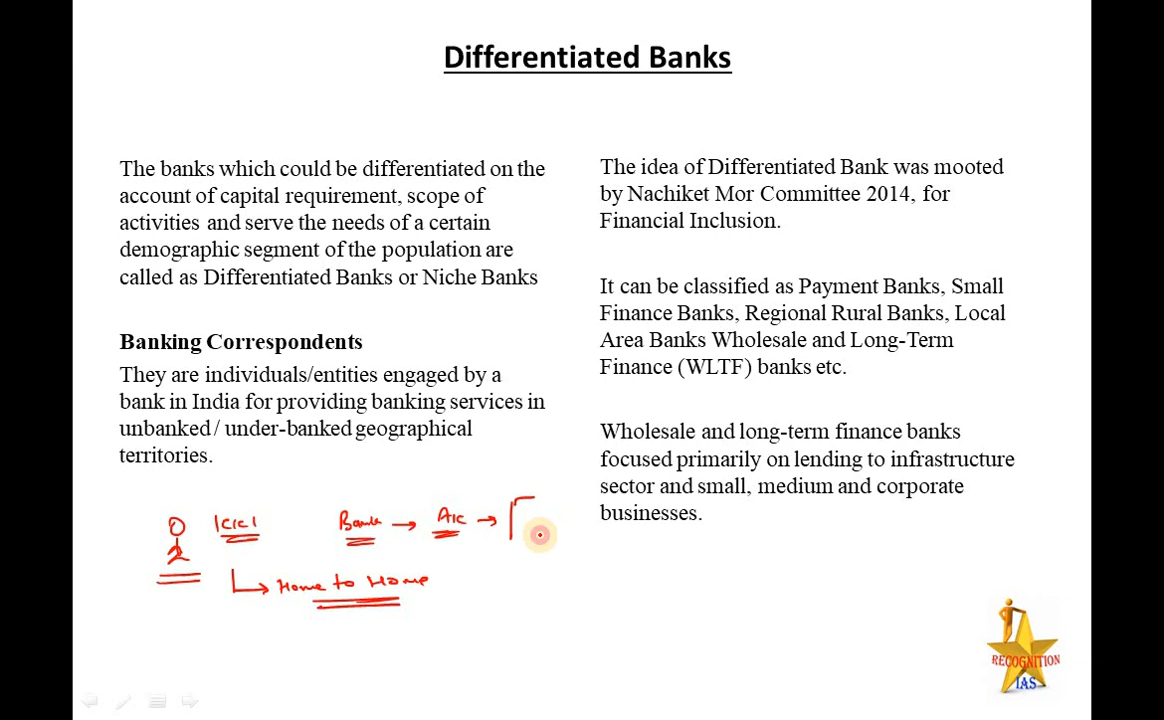 Differentiated Banks
The banks which could be differentiated on the
account of capital requirement, scope of
activities and serve the needs of a certain
demographic segment of the population are
called as Differentiated Banks or Niche Banks
Banking Correspondents
They are individuals/entities engaged by a
bank in India for providing banking services in
unbanked / under-banked geographical
territories.
ICICI Bank → A/C →
Home to Home
The idea of Differentiated Bank was mooted
by Nachiket Mor Committee 2014, for
Financial Inclusion.
It can be classified as Payment Banks, Small
Finance Banks, Regional Rural Banks, Local
Area Banks Wholesale and Long-Term
Finance (WLTF) banks etc.
Wholesale and long-term finance banks
focused primarily on lending to infrastructure
sector and small, medium and corporate
businesses.
RECOGNITION
IAS